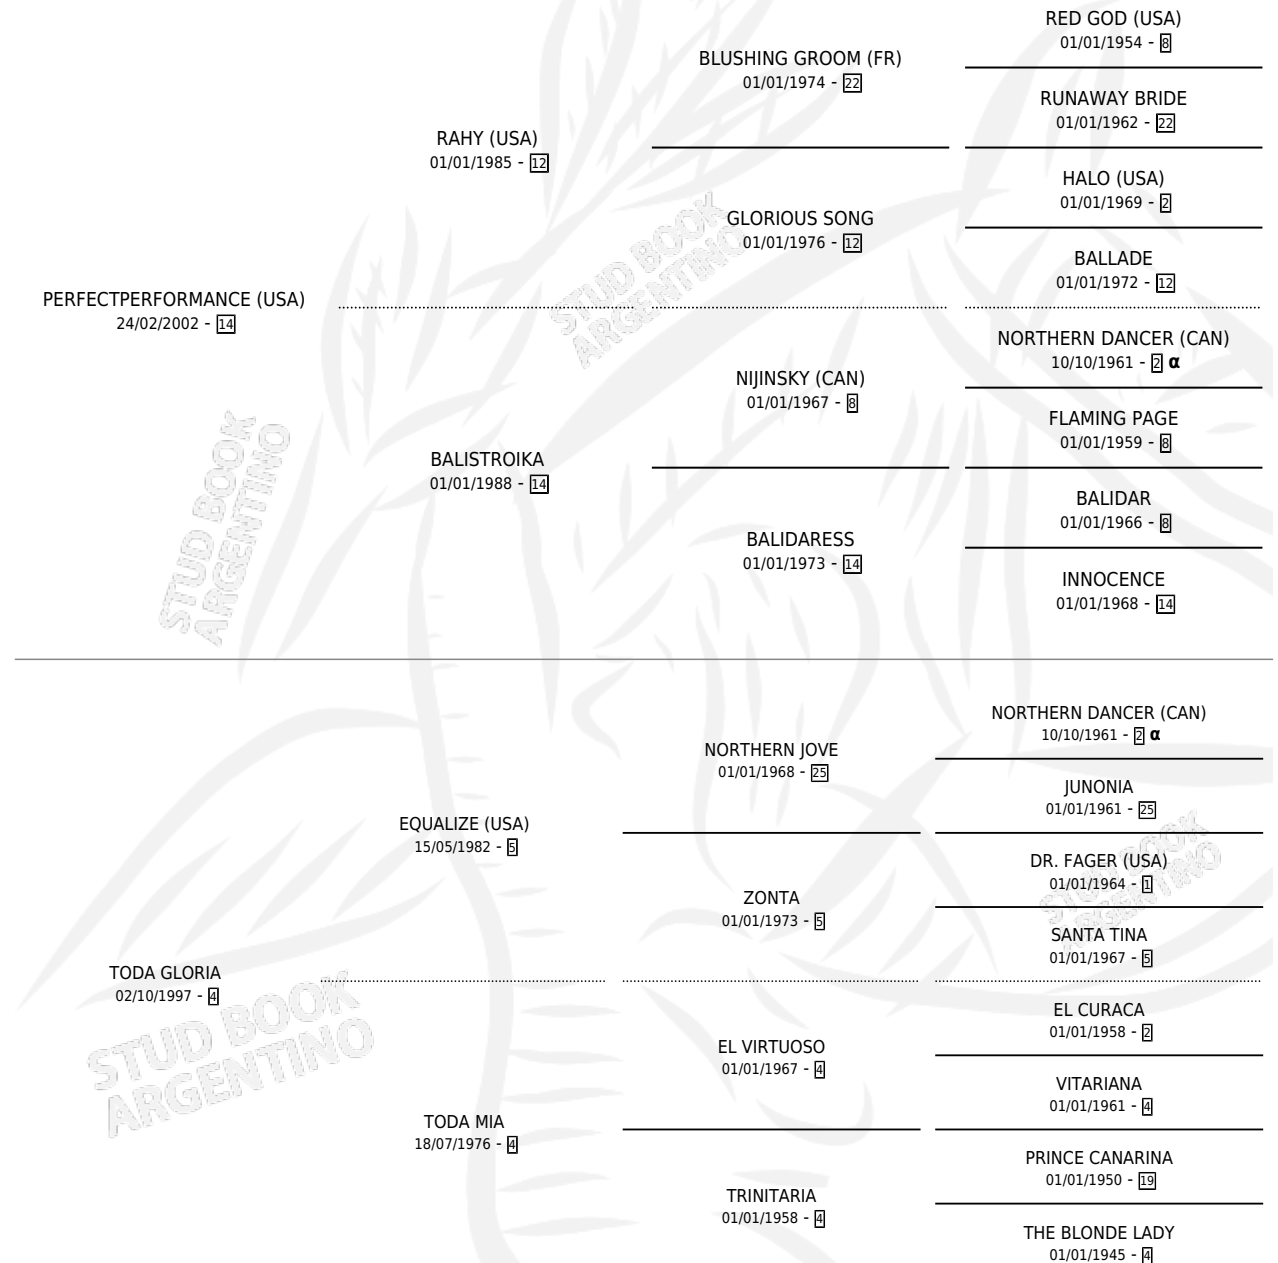 RED GOD (USA)
01/01/1954 - 8
BLUSHING GROOM (FR)
01/01/1974 - 22
RUNAWAY BRIDE
01/01/1962 - 22
RAHY (USA)
01/01/1985 - 12
HALO (USA)
01/01/1969 - 2
GLORIOUS SONG
01/01/1976 - 12
BALLADE
01/01/1972 - 12
PERFECTPERFORMANCE (USA)
24/02/2002 - 14
NORTHERN DANCER (CAN)
10/10/1961 - 2 α
NIJINSKY (CAN)
01/01/1967 - 8
FLAMING PAGE
01/01/1959 - 8
BALISTROIKA
01/01/1988 - 14
BALIDAR
01/01/1966 - 8
BALIDARESS
01/01/1973 - 14
INNOCENCE
01/01/1968 - 14
NORTHERN DANCER (CAN)
10/10/1961 - 2 α
NORTHERN JOVE
01/01/1968 - 25
JUNONIA
01/01/1961 - 25
EQUALIZE (USA)
15/05/1982 - 5
DR. FAGER (USA)
01/01/1964 - 1
ZONTA
01/01/1973 - 5
SANTA TINA
01/01/1967 - 5
TODA GLORIA
02/10/1997 - 4
EL CURACA
01/01/1958 - 2
EL VIRTUOSO
01/01/1967 - 4
VITARIANA
01/01/1961 - 4
TODA MIA
18/07/1976 - 4
PRINCE CANARINA
01/01/1950 - 19
TRINITARIA
01/01/1958 - 4
THE BLONDE LADY
01/01/1945 - 4
STUD BOOK
ARGENTINO
STUD BOOK
ARGENTINO
STUD BOOK
ARGENTINO
STUD BOOK
ARGENTINO